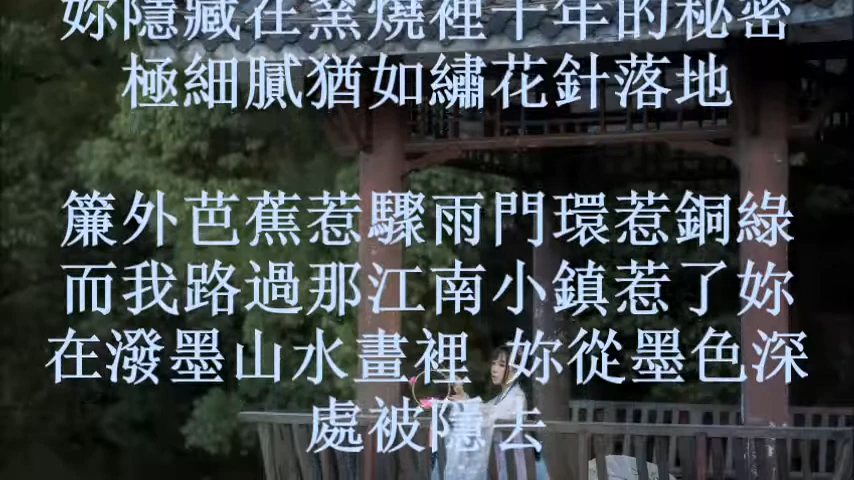 妳隱藏在窯燒裡千年的秘密
極細膩猶如繡花針落地
簾外芭蕉惹驟雨門環惹銅綠
而我路過那江南小鎮惹了妳
在潑墨山水畫裡 妳從墨色深
處被隱去